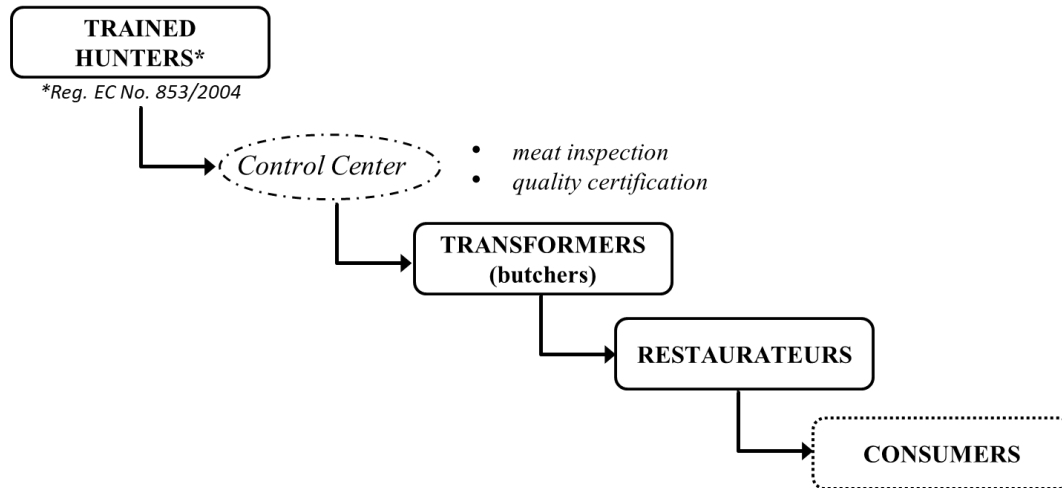 TRAINED
HUNTERS*
*Reg. EC No. 853/2004
Control Center
• meat inspection
• quality certification
TRANSFORMERS
(butchers)
RESTAURATEURS
CONSUMERS